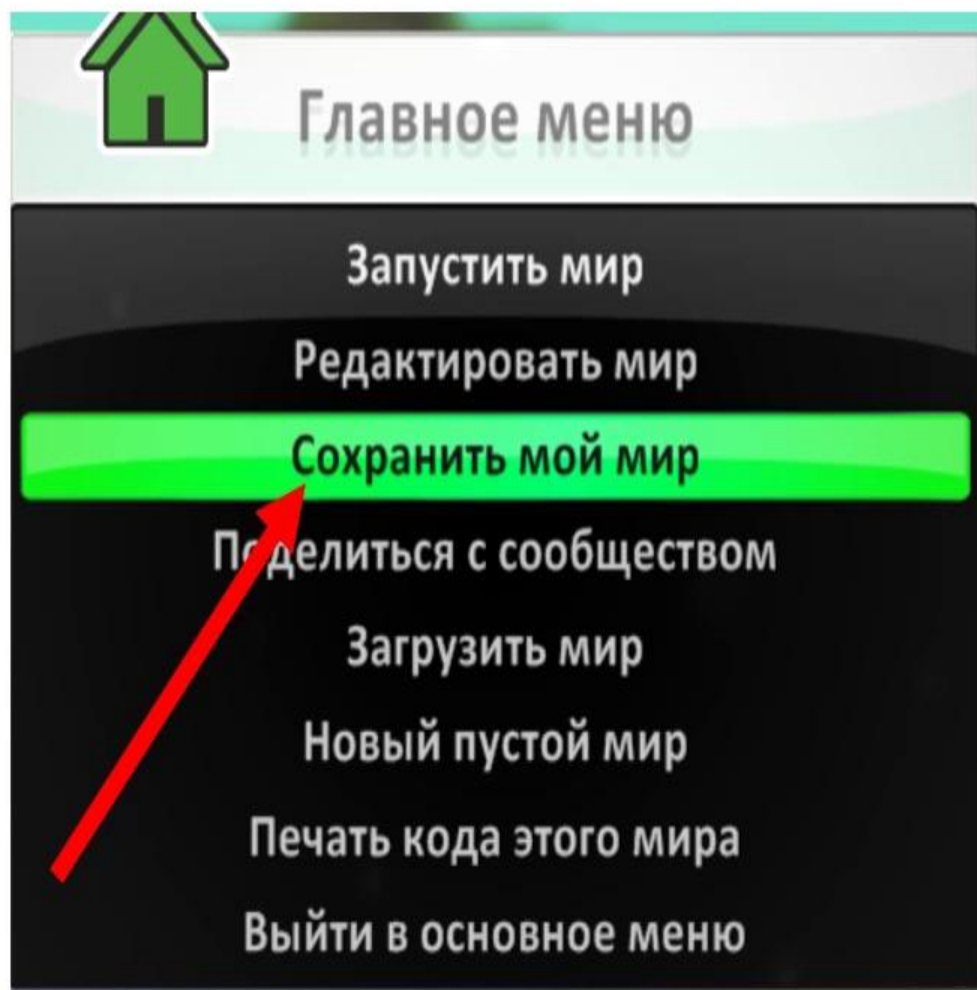 Главное меню
Запустить мир
Редактировать мир
Сохранить мой мир
Поделиться с сообществом
Загрузить мир
Новый пустой мир
Печать кода этого мира
Выйти в основное меню